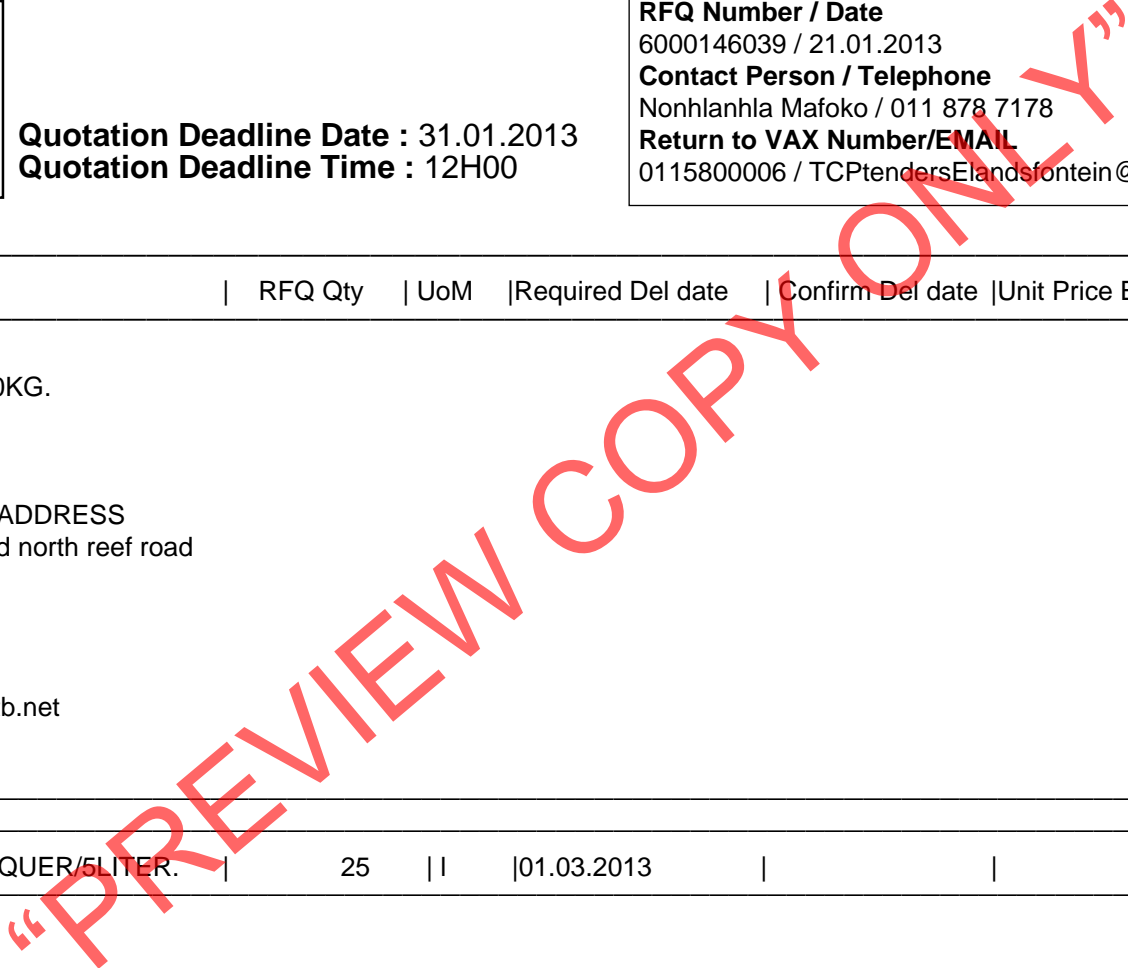 RFQ Number / Date
6000146039 / 21.01.2013
Contact Person / Telephone
Nonhlanhla Mafoko / 011 878 7178
Return to VAX Number/EMAIL
0115800006 / TCPtendersElandsfontein@
Quotation Deadline Date : 31.01.2013
Quotation Deadline Time : 12H00
| RFQ Qty | UoM |Required Del date | Confirm Del date |Unit Price E
0KG.
ADDRESS
d north reef road
b.net
QUER/5LITER. | 25 | l |01.03.2013 | |
“PREVIEW COPY ONLY”